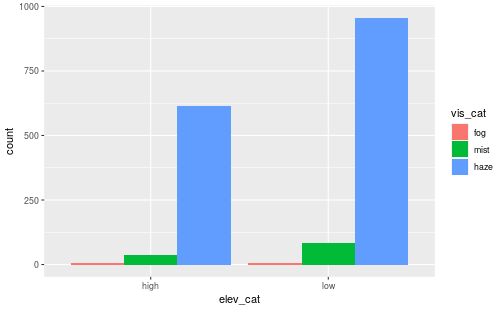 1000
750
500
250
0
count
high
low
elev_cat
vis_cat
fog
mist
haze